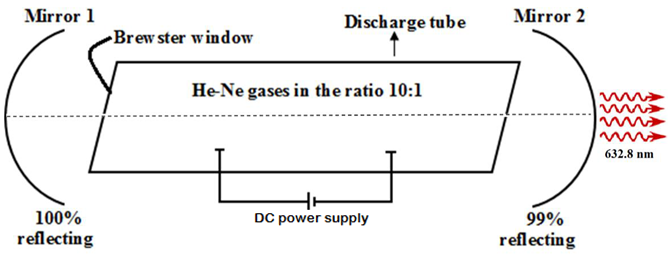 Mirror 1
Mirror 2
Discharge tube
Brewster window
He-Ne gases in the ratio 10:1
632.8 nm
DC power supply
100%
reflecting
99%
reflecting